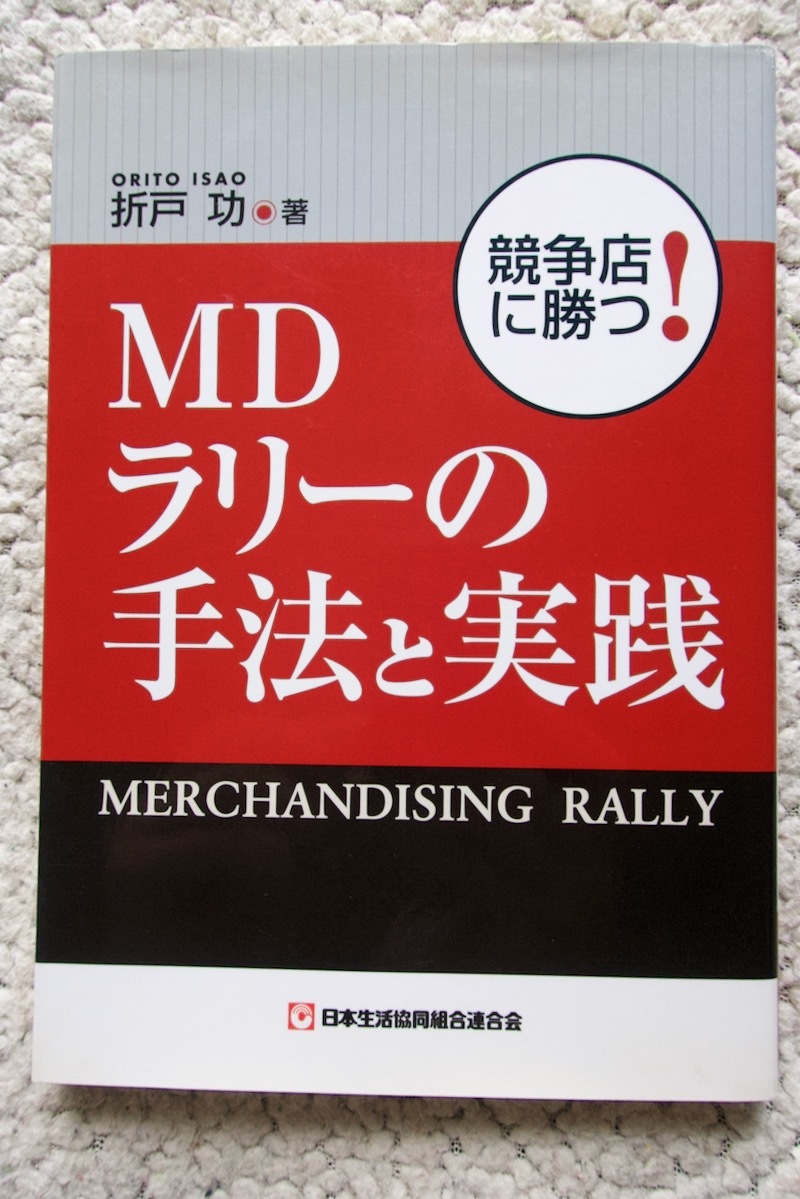 ORITO ISAO
折戸 功◉著
競争店
に勝つ!
MD
ラリーの
手法と実践
MERCHANDISING RALLY
日本生活協同組合連合会